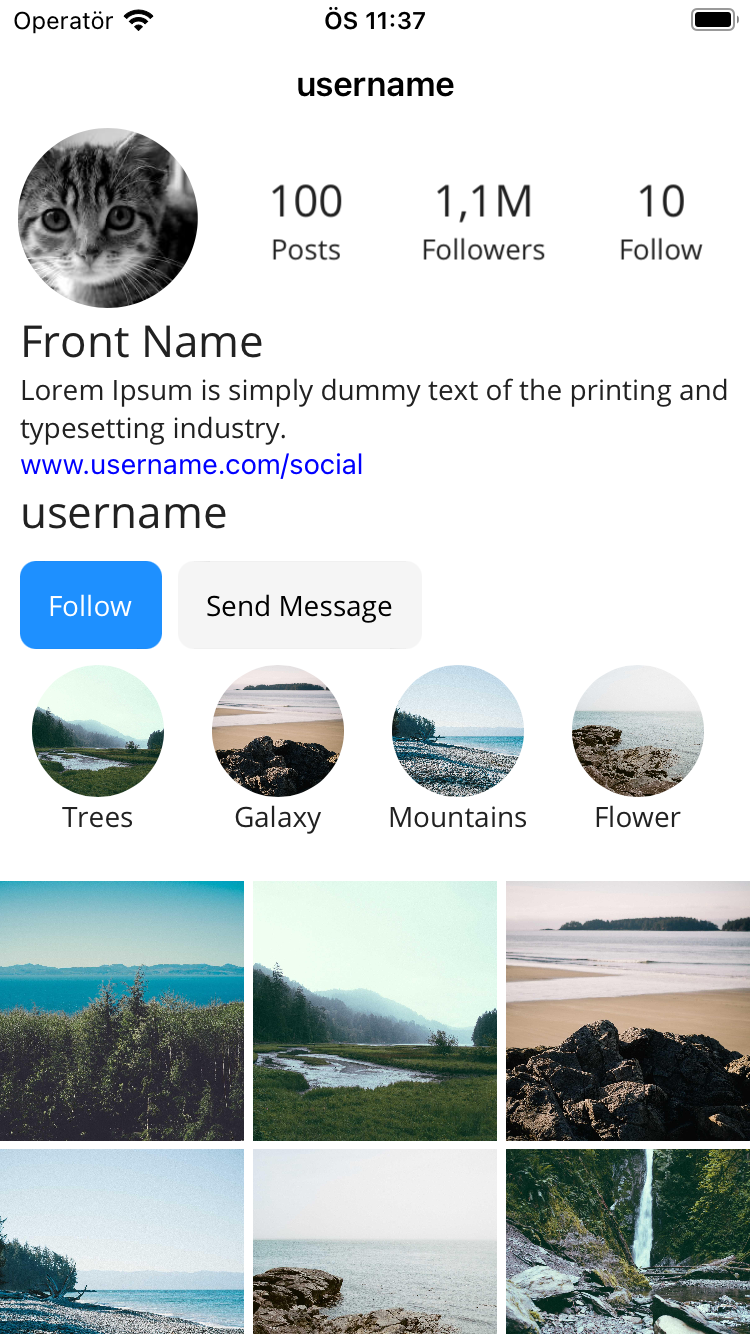 Operatör ÖS 11:37
username
100 1,1M 10
Posts Followers Follow
Front Name
Lorem Ipsum is simply dummy text of the printing and
typesetting industry.
www.username.com/social
username
Follow Send Message
Trees Galaxy Mountains Flower